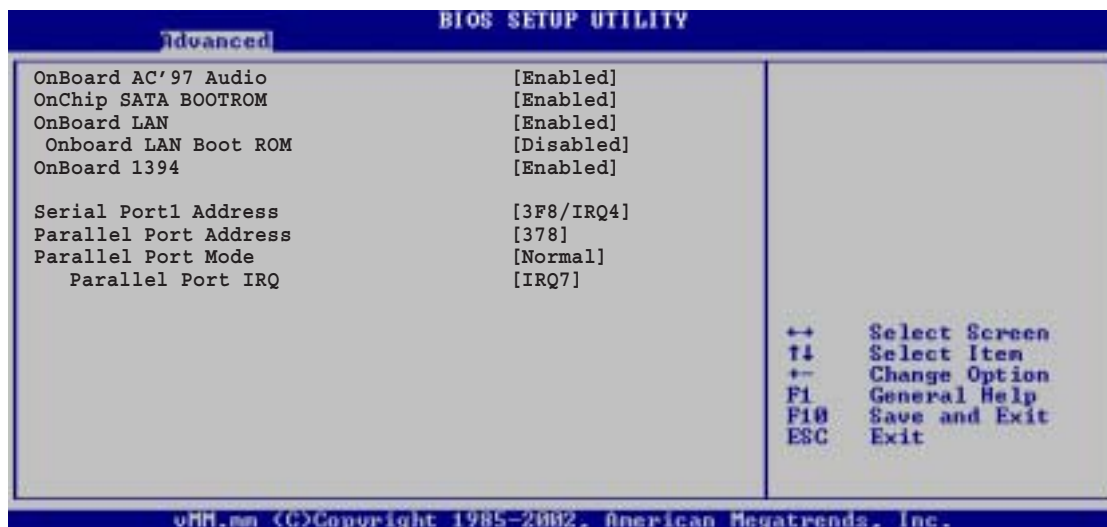 BIOS SETUP UTILITY
Advanced
OnBoard AC'97 Audio [Enabled]
OnChip SATA BOOTROM [Enabled]
OnBoard LAN [Enabled]
Onboard LAN Boot ROM [Disabled]
OnBoard 1394 [Enabled]
Serial Port1 Address [3F8/IRQ4]
Parallel Port Address [378]
Parallel Port Mode [Normal]
Parallel Port IRQ [IRQ7]
←→ Select Screen
↑↓ Select Item
+- Change Option
F1 General Help
F10 Save and Exit
ESC Exit
vMM.mm (C)Copyright 1985-2002, American Megatrends, Inc.